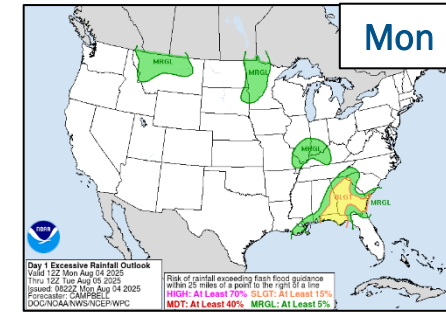 Mon
MRGL
MRGL
MRGL
SLGT
MRGL
NOAA
Day 1 Excessive Rainfall Outlook
Valid 12Z Mon Aug 04 2025
Thru 12Z Tue Aug 05 2025
Issued: 0822Z Mon Aug 04 2025
Forecaster: CAMPBELL
DOC/NOAA/NWS/NCEP/WPC
Risk of rainfall exceeding flash flood guidance
within 25 miles of a point to the right of a line
HIGH: At Least 70% SLGT: At Least 15%
MDT: At Least 40% MRGL: At Least 5%